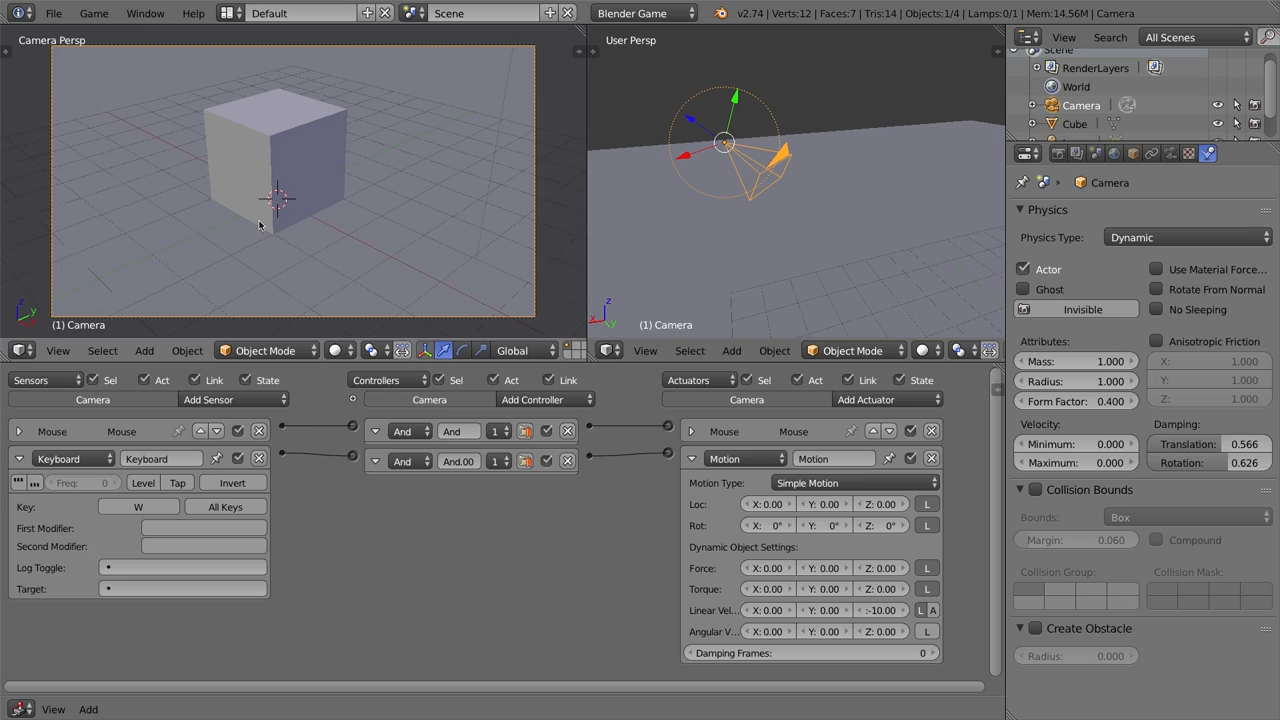 File Game Window Help Default Scene Blender Game v2.74 | Verts:12 | Faces:7 | Tris:14 | Objects:1/4 | Lamps:0/1 | Mem:14.56M | Camera
Camera Persp
User Persp
View Search All Scenes
Scene
RenderLayers
World
Camera
Cube
Camera
Physics
Physics Type: Dynamic
Actor Use Material Force...
Ghost Rotate From Normal
Invisible No Sleeping
Attributes: Anisotropic Friction
Mass: 1.000 X: 1.000
Radius: 1.000 Y: 1.000
Form Factor: 0.400 Z: 1.000
Velocity: Damping:
Minimum: 0.000 Translation: 0.566
Maximum: 0.000 Rotation: 0.626
Collision Bounds
Bounds: Box
Margin: 0.060 Compound
Collision Group: Collision Mask:
Create Obstacle
Radius: 0.000
z
y
(1) Camera
z
x
y
(1) Camera
View Select Add Object Object Mode Global
View Select Add Object Object Mode
Sensors Sel Act Link State
Camera Add Sensor
Mouse Mouse
Keyboard Keyboard
Freq: 0 Level Tap Invert
Key: W All Keys
First Modifier:
Second Modifier:
Log Toggle:
Target:
Controllers Sel Act Link
Camera Add Controller
And And 1
And And.00 1
Actuators Sel Act Link State
Camera Add Actuator
Mouse Mouse
Motion Motion
Motion Type: Simple Motion
Loc: X: 0.00 Y: 0.00 Z: 0.00 L
Rot: X: 0° Y: 0° Z: 0° L
Dynamic Object Settings:
Force: X: 0.00 Y: 0.00 Z: 0.00 L
Torque: X: 0.00 Y: 0.00 Z: 0.00 L
Linear Vel... X: 0.00 Y: 0.00 :-10.00 L A
Angular V... X: 0.00 Y: 0.00 Z: 0.00 L
Damping Frames: 0
View Add